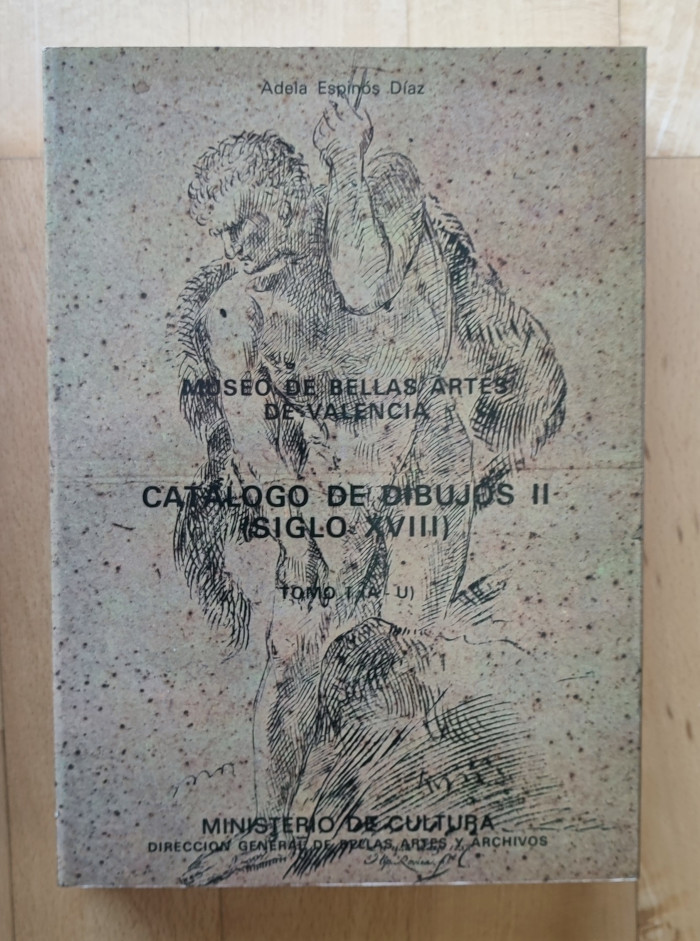 Adela Espinós Díaz
MUSEO DE BELLAS ARTES
DE VALENCIA
CATÁLOGO DE DIBUJOS II
(SIGLO XVIII)
TOMO I (A - U)
MINISTERIO DE CULTURA
DIRECCION GENERAL DE BELLAS ARTES Y ARCHIVOS